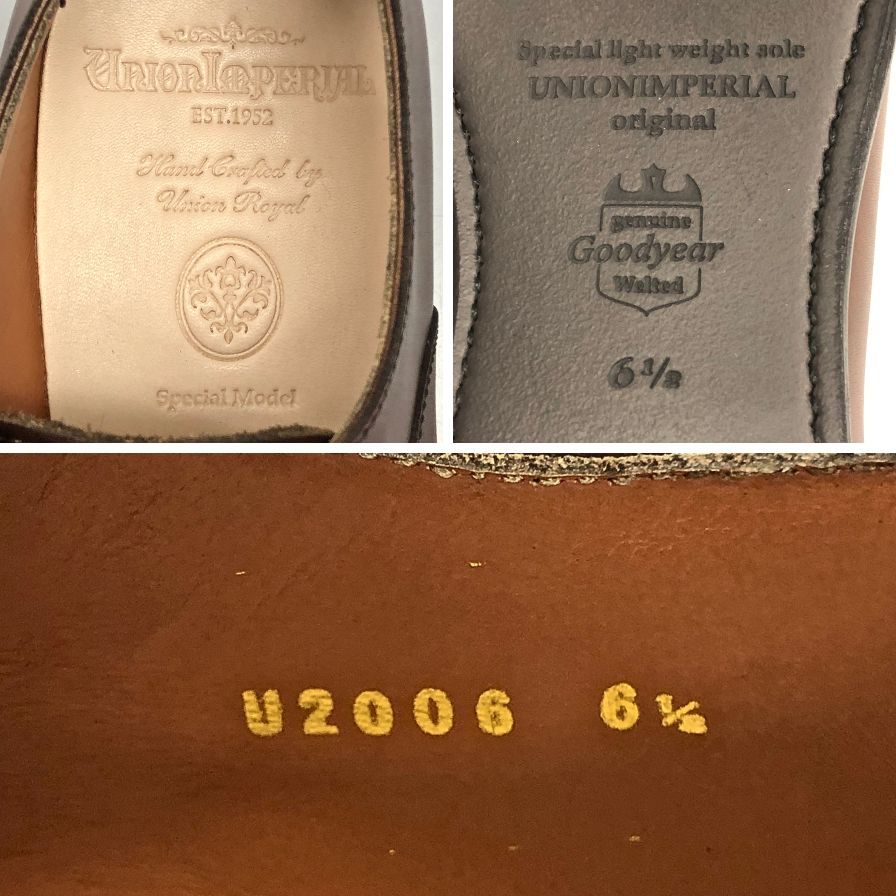 UNIONIMPERIAL
EST.1952
Hand Crafted by
Union Royal
Special Model
Special light weight sole
UNIONIMPERIAL
original
genuine
Goodyear
Welted
6 1/2
U2006 6½